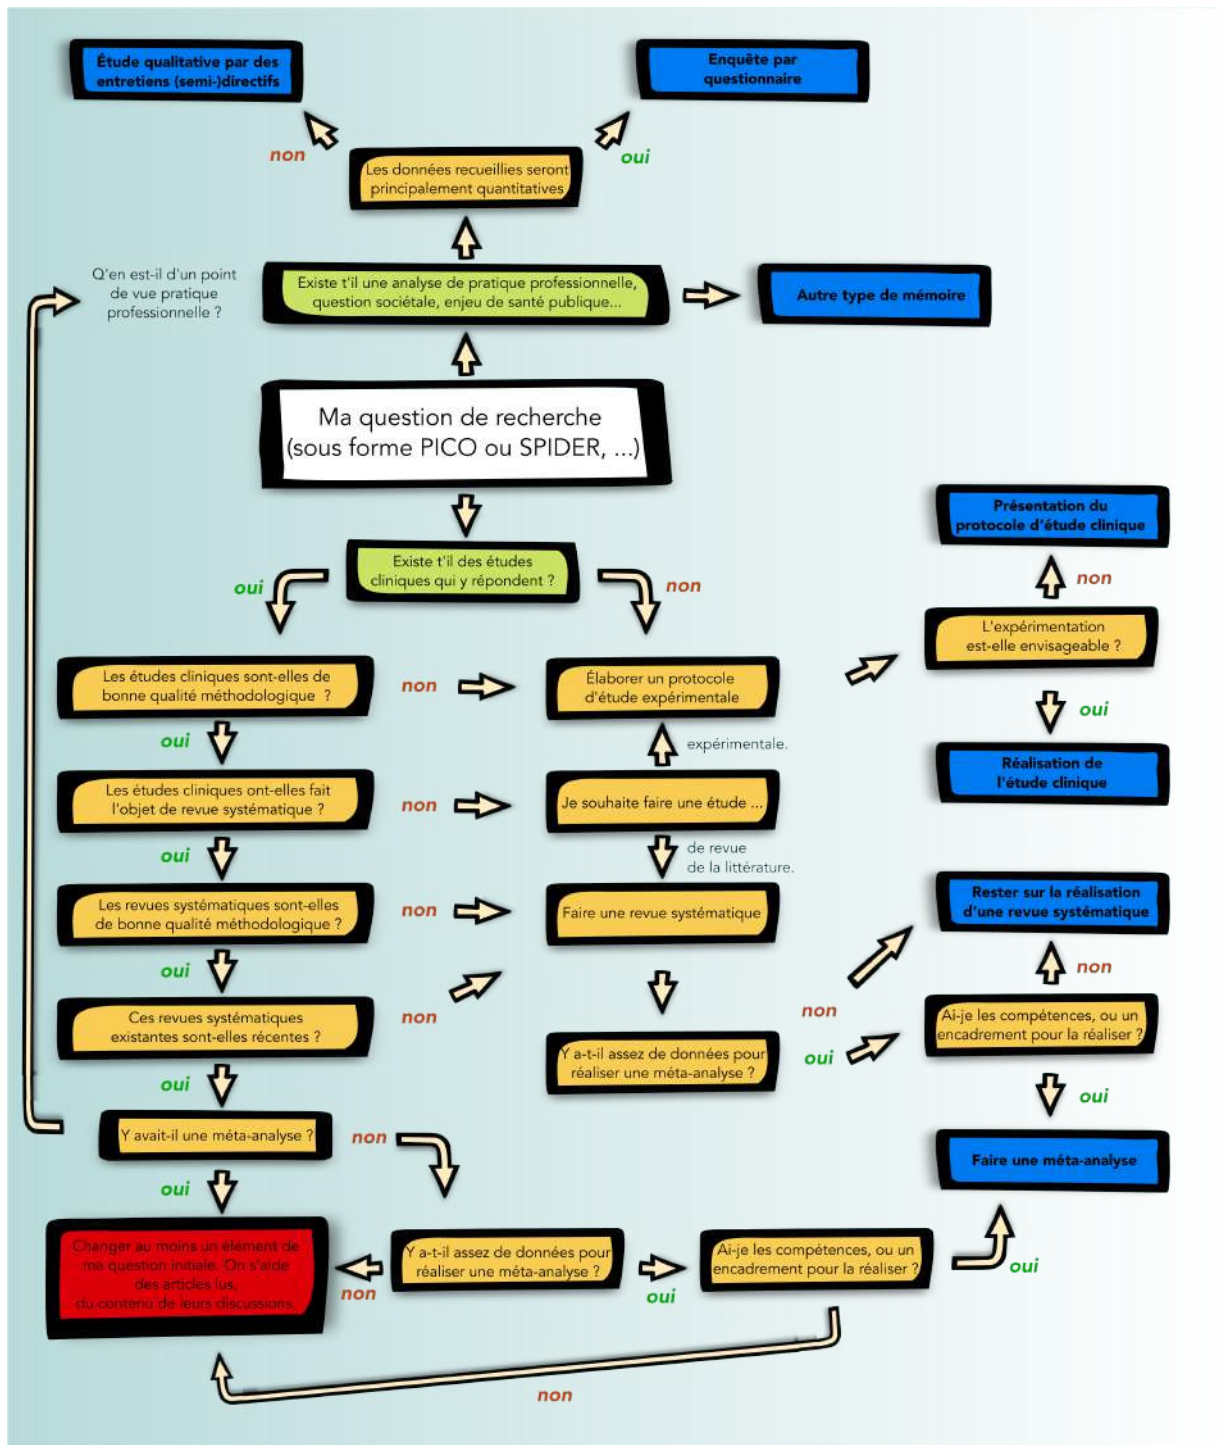 Étude qualitative par des
entretiens (semi-)directifs
Enquête par
questionnaire
non
oui
Les données recueillies seront
principalement quantitatives
Q'en est-il d'un point
de vue pratique
professionnelle ?
Existe t'il une analyse de pratique professionnelle,
question sociétale, enjeu de santé publique...
Autre type de mémoire
Ma question de recherche
(sous forme PICO ou SPIDER, ...)
Présentation du
protocole d'étude clinique
Existe t'il des études
cliniques qui y répondent ?
oui
non
non
L'expérimentation
est-elle envisageable ?
Les études cliniques sont-elles de
bonne qualité méthodologique ?
non
Élaborer un protocole
d'étude expérimentale
oui
oui
expérimentale.
Réalisation de
l'étude clinique
Les études cliniques ont-elles fait
l'objet de revue systématique ?
non
Je souhaite faire une étude ...
oui
de revue
de la littérature.
Les revues systématiques sont-elles
de bonne qualité méthodologique ?
non
Faire une revue systématique
Rester sur la réalisation
d'une revue systématique
oui
non
Ces revues systématiques
existantes sont-elles récentes ?
non
non
Ai-je les compétences, ou un
encadrement pour la réaliser ?
Y a-t-il assez de données pour
réaliser une méta-analyse ?
oui
oui
oui
Y avait-il une méta-analyse ?
non
Faire une méta-analyse
oui
Changer au moins un élément de
ma question initiale. On s'aide
des articles lus,
du contenu de leurs discussions.
non
Y a-t-il assez de données pour
réaliser une méta-analyse ?
oui
Ai-je les compétences, ou un
encadrement pour la réaliser ?
oui
non